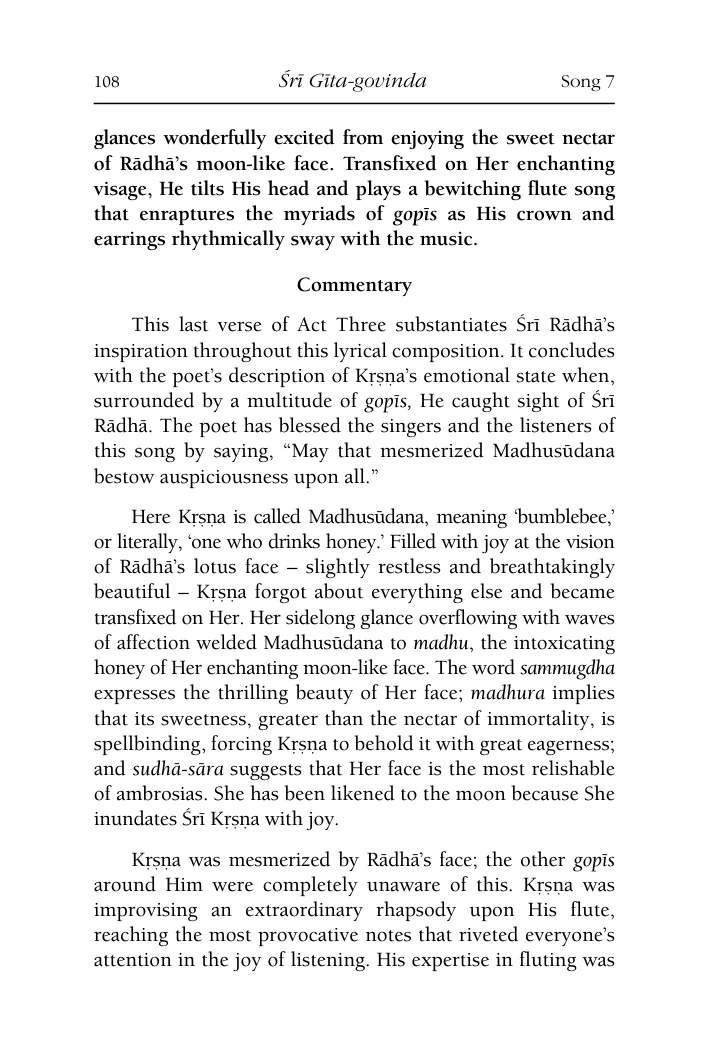 108 Śrī Gīta-govinda Song 7
glances wonderfully excited from enjoying the sweet nectar
of Rādhā’s moon-like face. Transfixed on Her enchanting
visage, He tilts His head and plays a bewitching flute song
that enraptures the myriads of gopīs as His crown and
earrings rhythmically sway with the music.
Commentary
This last verse of Act Three substantiates Śrī Rādhā’s
inspiration throughout this lyrical composition. It concludes
with the poet’s description of Kṛṣṇa’s emotional state when,
surrounded by a multitude of gopīs, He caught sight of Śrī
Rādhā. The poet has blessed the singers and the listeners of
this song by saying, “May that mesmerized Madhusūdana
bestow auspiciousness upon all.”
Here Kṛṣṇa is called Madhusūdana, meaning ‘bumblebee,’
or literally, ‘one who drinks honey.’ Filled with joy at the vision
of Rādhā’s lotus face – slightly restless and breathtakingly
beautiful – Kṛṣṇa forgot about everything else and became
transfixed on Her. Her sidelong glance overflowing with waves
of affection welded Madhusūdana to madhu, the intoxicating
honey of Her enchanting moon-like face. The word sammugdha
expresses the thrilling beauty of Her face; madhura implies
that its sweetness, greater than the nectar of immortality, is
spellbinding, forcing Kṛṣṇa to behold it with great eagerness;
and sudhā-sāra suggests that Her face is the most relishable
of ambrosias. She has been likened to the moon because She
inundates Śrī Kṛṣṇa with joy.
Kṛṣṇa was mesmerized by Rādhā’s face; the other gopīs
around Him were completely unaware of this. Kṛṣṇa was
improvising an extraordinary rhapsody upon His flute,
reaching the most provocative notes that riveted everyone’s
attention in the joy of listening. His expertise in fluting was